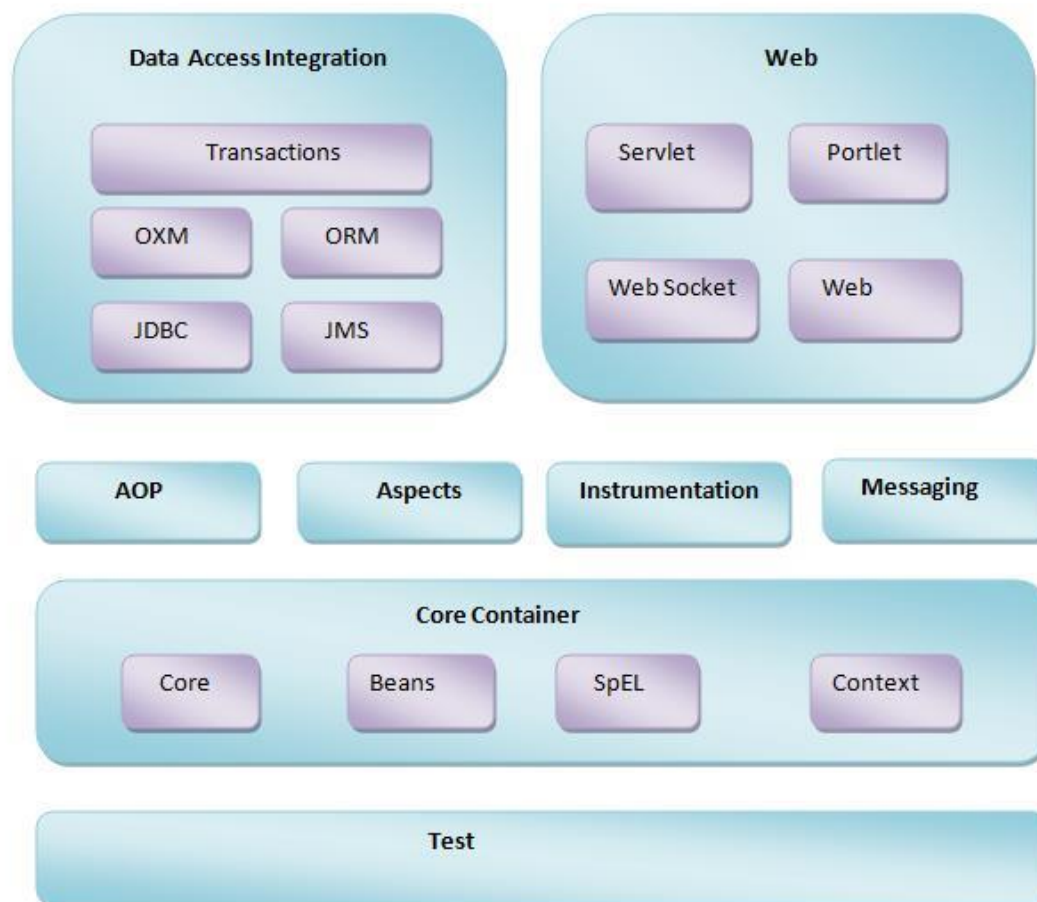 Data Access Integration
Transactions
OXM
ORM
JDBC
JMS
Web
Servlet
Portlet
Web Socket
Web
AOP
Aspects
Instrumentation
Messaging
Core Container
Core
Beans
SpEL
Context
Test